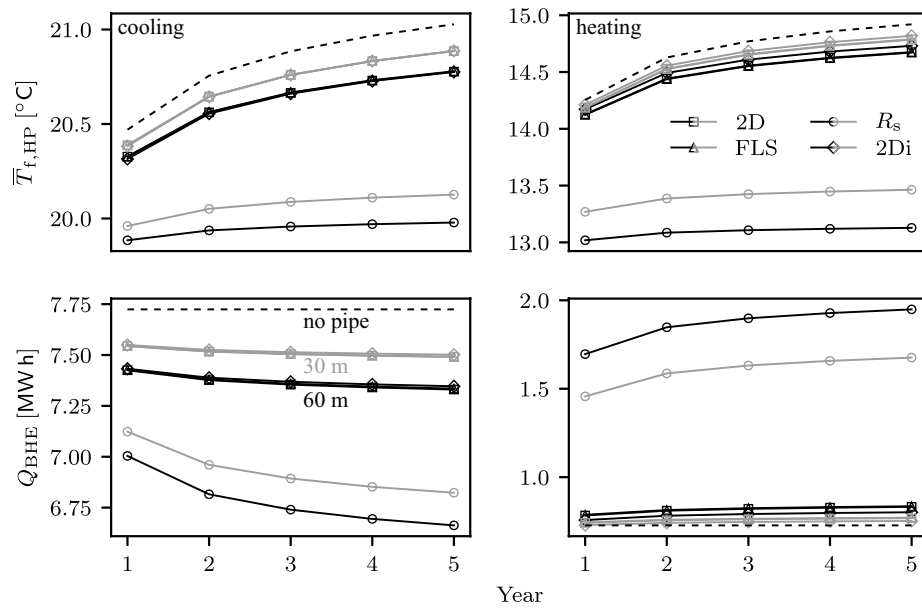 cooling
21.0
20.5
20.0
T̅f,HP [°C]
heating
15.0
14.5
14.0
13.5
13.0
2D
FLS
Rs
2Di
7.75
7.50
7.25
7.00
6.75
QBHE [MWh]
no pipe
30 m
60 m
1 2 3 4 5
2.0
1.5
1.0
1 2 3 4 5
Year